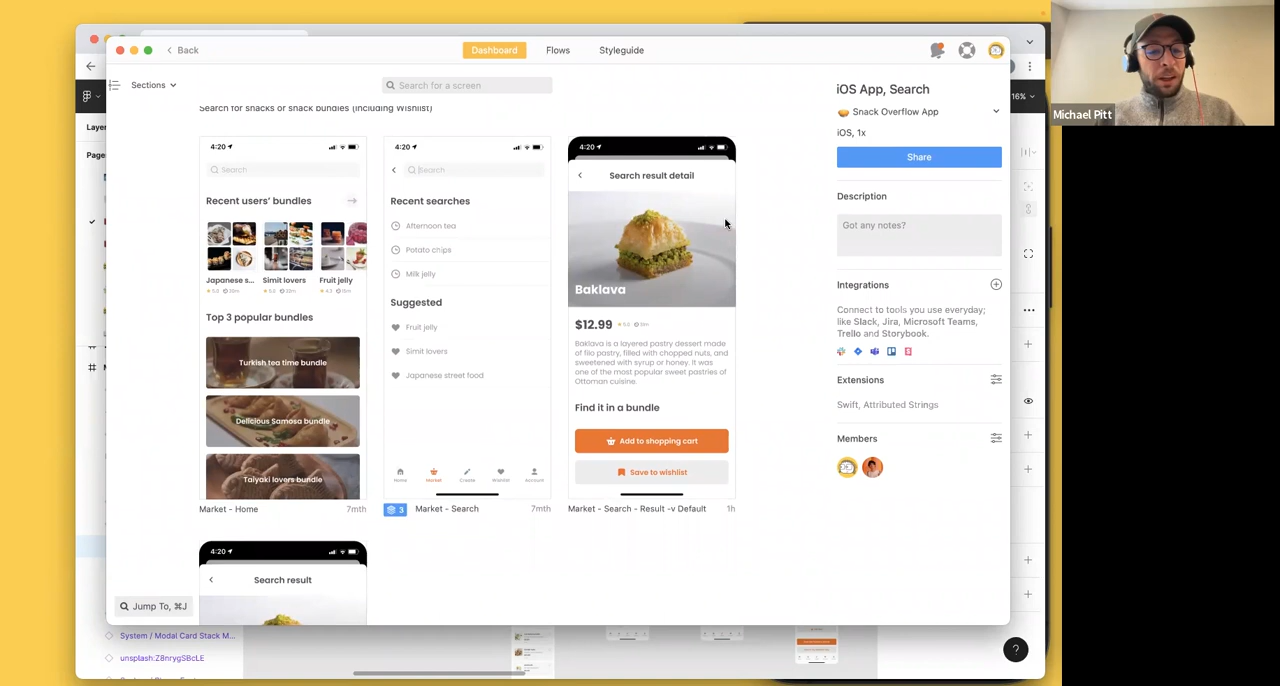 Back
Dashboard
Flows
Styleguide
Sections
Search for a screen
Search for snacks or snack bundles (including Wishlist)
4:20
Search
Recent users' bundles
Japanese s...
Simit lovers
Fruit jelly
Top 3 popular bundles
Turkish tea time bundle
Delicious Samosa bundle
Taiyaki lovers bundle
Market - Home
7mth
4:20
Search
Recent searches
Afternoon tea
Potato chips
Milk jelly
Suggested
Fruit jelly
Simit lovers
Japanese street food
Home
Market
Create
Wishlist
Account
3
Market - Search
7mth
4:20
Search result detail
Baklava
$12.99
Baklava is a layered pastry dessert made
of filo pastry, filled with chopped nuts, and
sweetened with syrup or honey. It was
one of the most popular sweet pastries of
Ottoman cuisine.
Find it in a bundle
Add to shopping cart
Save to wishlist
Market - Search - Result -v Default
1h
4:20
Search result
Jump To, ⌘J
iOS App, Search
Snack Overflow App
iOS, 1x
Share
Description
Got any notes?
Integrations
Connect to tools you use everyday;
like Slack, Jira, Microsoft Teams,
Trello and Storybook.
Extensions
Swift, Attributed Strings
Members
Layer
Page
16%
System / Modal Card Stack M...
unsplash:Z8nrygSBcLE
?
Michael Pitt